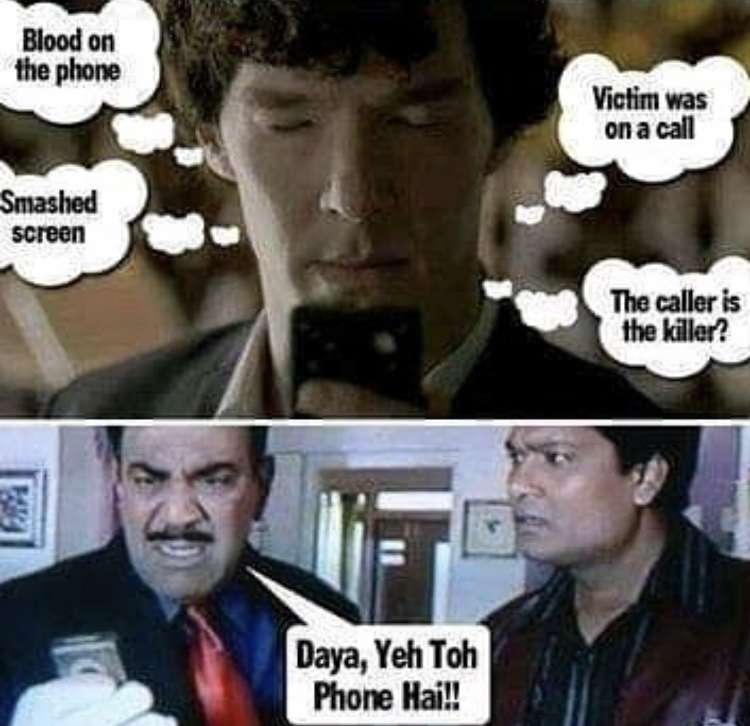 Blood on
the phone
Victim was
on a call
Smashed
screen
The caller is
the killer?
Daya, Yeh Toh
Phone Hai!!